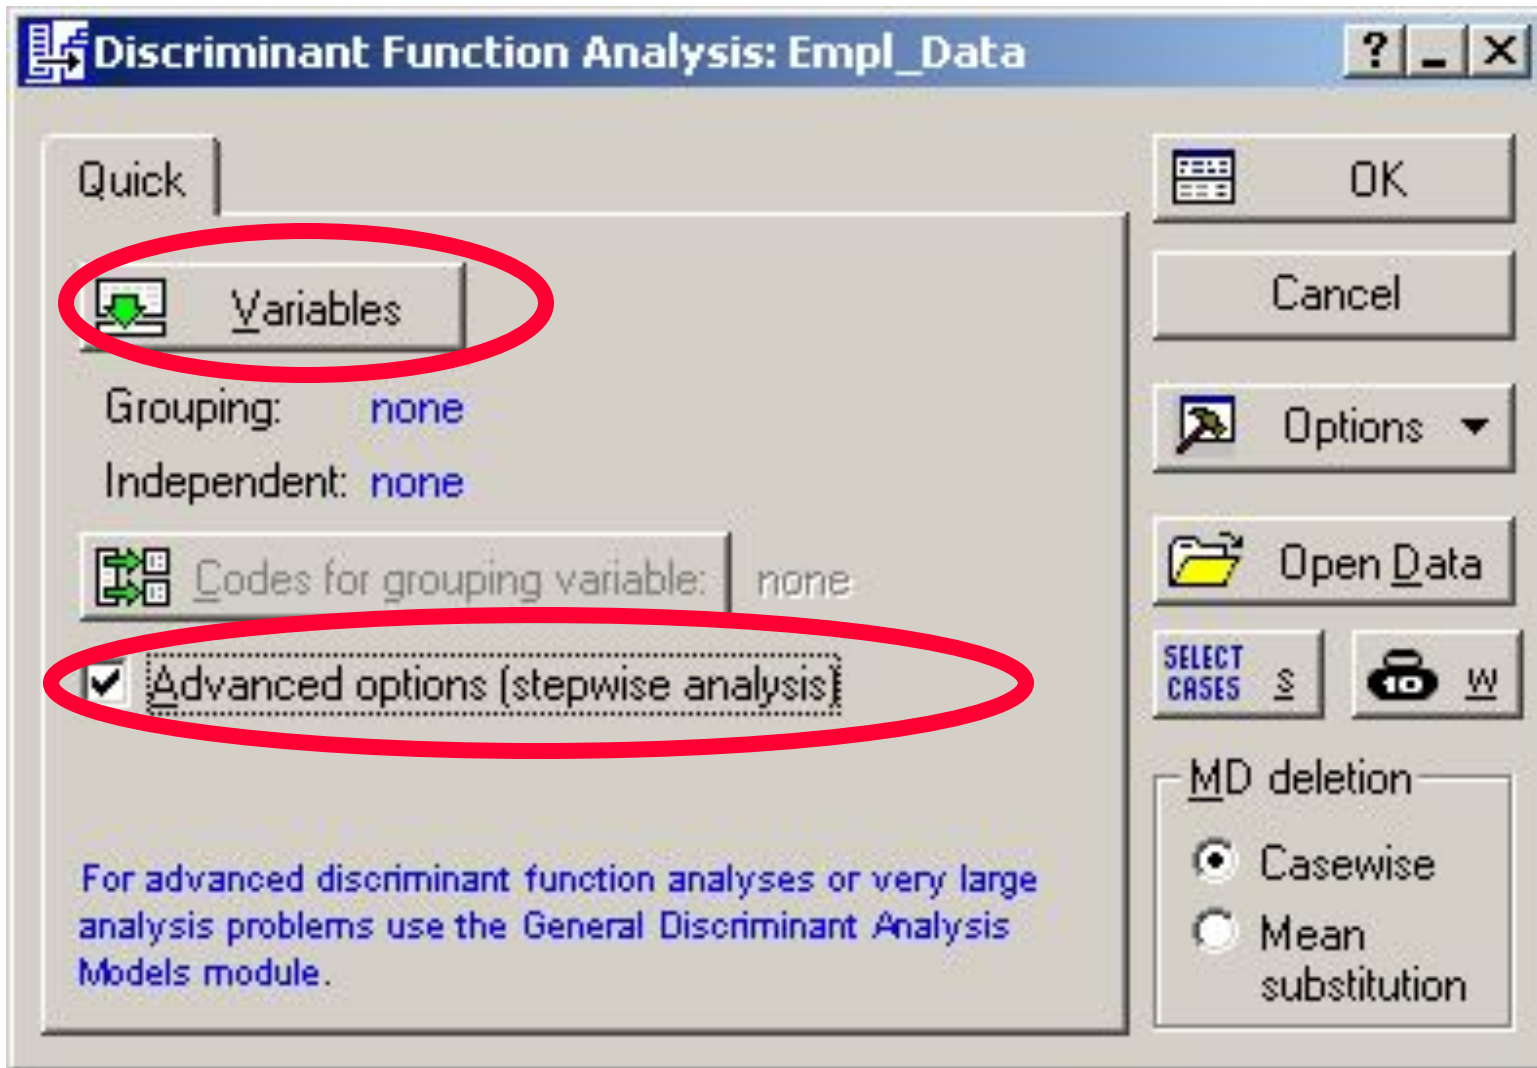 Discriminant Function Analysis: Empl_Data
?
Quick
OK
Variables
Cancel
Grouping: none
Options
Independent: none
Codes for grouping variable: none
Open Data
Advanced options (stepwise analysis)
SELECT
CASES S
10 W
MD deletion
Casewise
Mean
substitution
For advanced discriminant function analyses or very large
analysis problems use the General Discriminant Analysis
Models module.